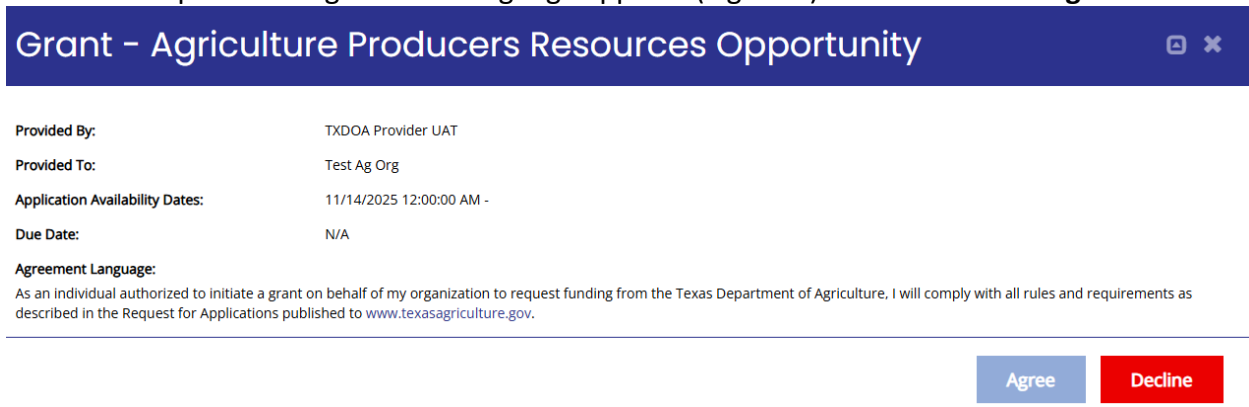 Grant - Agriculture Producers Resources Opportunity
Provided By: TXDOA Provider UAT
Provided To: Test Ag Org
Application Availability Dates: 11/14/2025 12:00:00 AM -
Due Date: N/A
Agreement Language:
As an individual authorized to initiate a grant on behalf of my organization to request funding from the Texas Department of Agriculture, I will comply with all rules and requirements as
described in the Request for Applications published to www.texasagriculture.gov.
Agree Decline